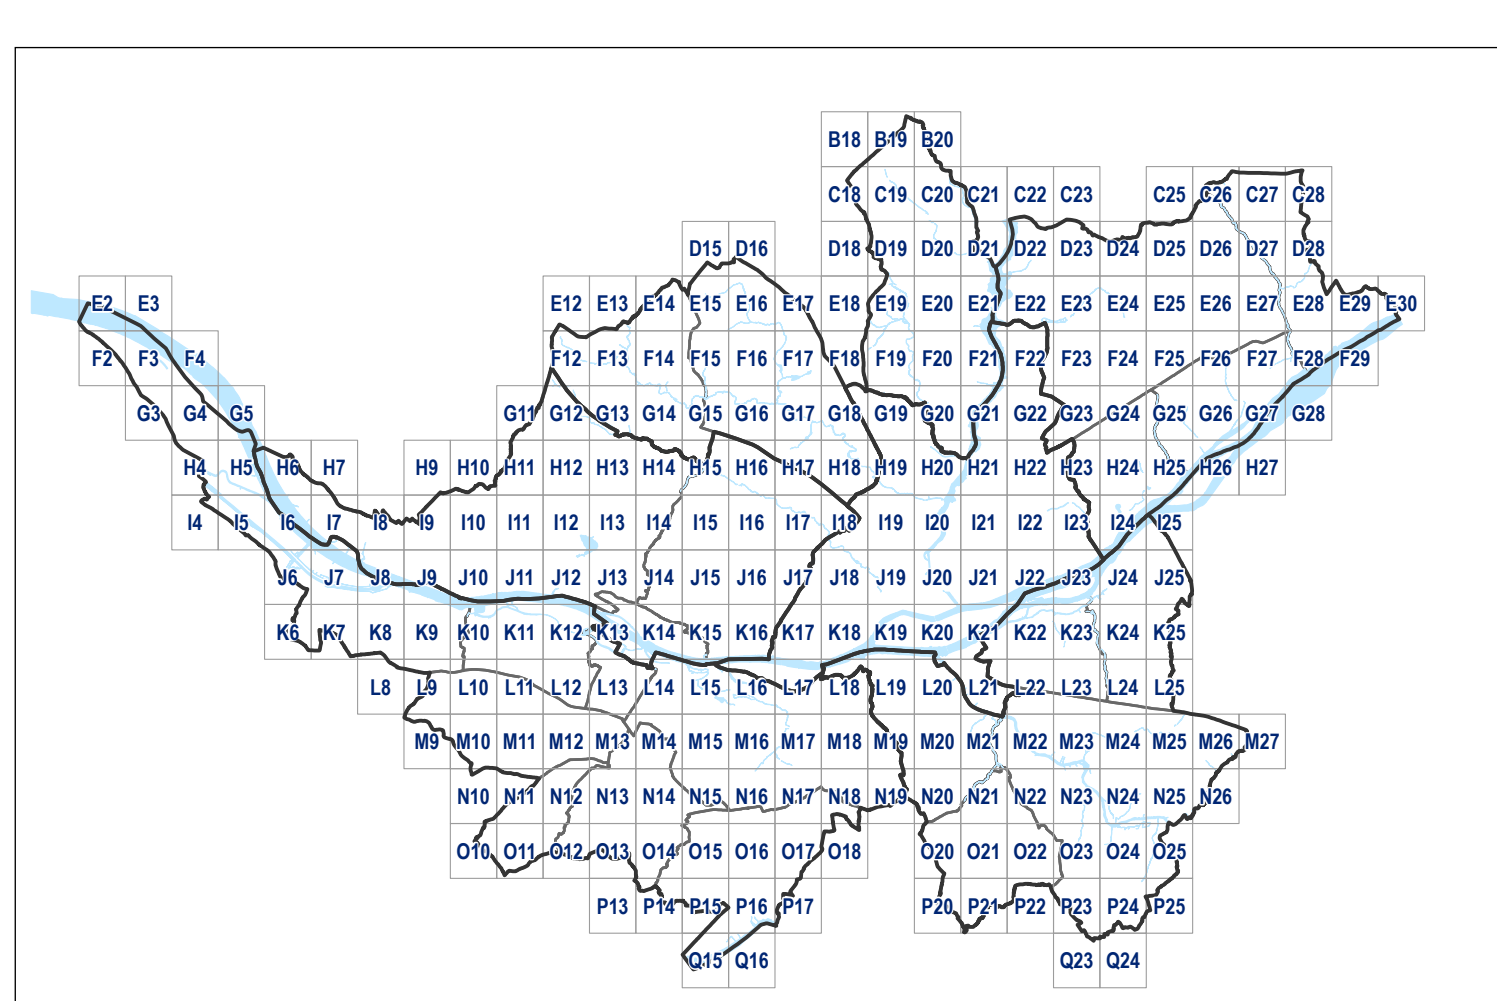 B18 B19 B20
C18 C19 C20 C21 C22 C23 C25 C26 C27 C28
D15 D16 D18 D19 D20 D21 D22 D23 D24 D25 D26 D27 D28
E2 E3 E12 E13 E14 E15 E16 E17 E18 E19 E20 E21 E22 E23 E24 E25 E26 E27 E28 E29 E30
F2 F3 F4 F12 F13 F14 F15 F16 F17 F18 F19 F20 F21 F22 F23 F24 F25 F26 F27 F28 F29
G3 G4 G5 G11 G12 G13 G14 G15 G16 G17 G18 G19 G20 G21 G22 G23 G24 G25 G26 G27 G28
H4 H5 H6 H7 H9 H10 H11 H12 H13 H14 H15 H16 H17 H18 H19 H20 H21 H22 H23 H24 H25 H26 H27
I4 I5 I6 I7 I8 I9 I10 I11 I12 I13 I14 I15 I16 I17 I18 I19 I20 I21 I22 I23 I24 I25
J6 J7 J8 J9 J10 J11 J12 J13 J14 J15 J16 J17 J18 J19 J20 J21 J22 J23 J24 J25
K6 K7 K8 K9 K10 K11 K12 K13 K14 K15 K16 K17 K18 K19 K20 K21 K22 K23 K24 K25
L8 L9 L10 L11 L12 L13 L14 L15 L16 L17 L18 L19 L20 L21 L22 L23 L24 L25
M9 M10 M11 M12 M13 M14 M15 M16 M17 M18 M19 M20 M21 M22 M23 M24 M25 M26 M27
N10 N11 N12 N13 N14 N15 N16 N17 N18 N19 N20 N21 N22 N23 N24 N25 N26
O10 O11 O12 O13 O14 O15 O16 O17 O18 O20 O21 O22 O23 O24 O25
P13 P14 P15 P16 P17 P20 P21 P22 P23 P24 P25
Q15 Q16 Q23 Q24